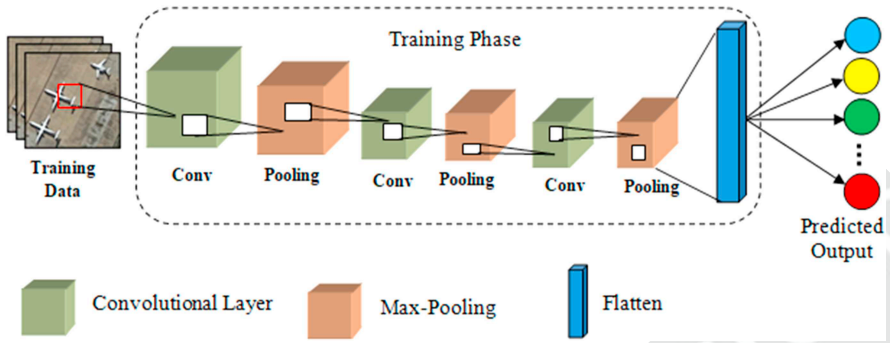 Training Phase
Training
Data
Conv
Pooling
Conv
Pooling
Conv
Pooling
Predicted
Output
Convolutional Layer
Max-Pooling
Flatten